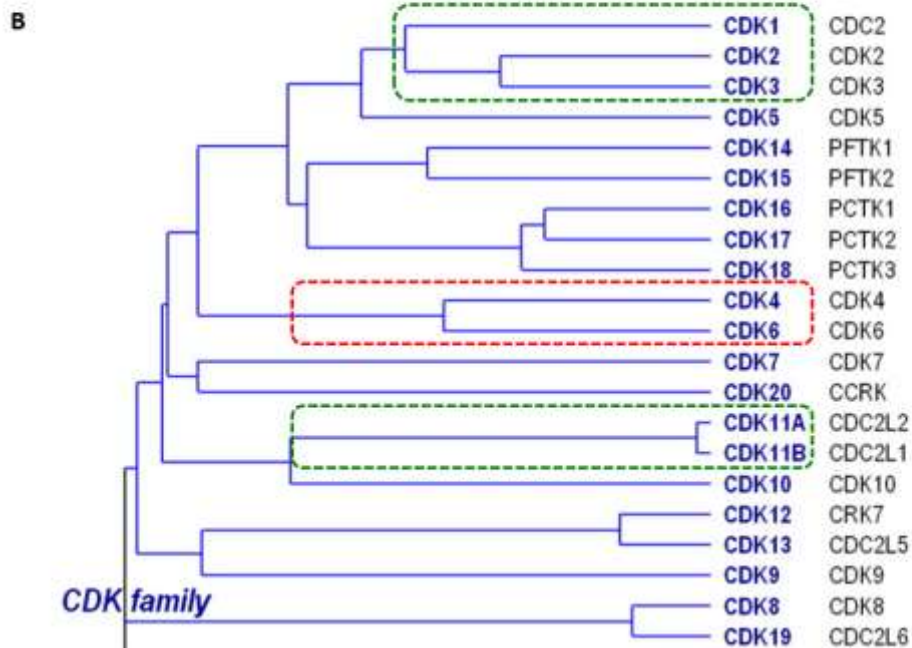 B
CDK1 CDC2
CDK2 CDK2
CDK3 CDK3
CDK5 CDK5
CDK14 PFTK1
CDK15 PFTK2
CDK16 PCTK1
CDK17 PCTK2
CDK18 PCTK3
CDK4 CDK4
CDK6 CDK6
CDK7 CDK7
CDK20 CCRK
CDK11A CDC2L2
CDK11B CDC2L1
CDK10 CDK10
CDK12 CRK7
CDK13 CDC2L5
CDK9 CDK9
CDK family
CDK8 CDK8
CDK19 CDC2L6